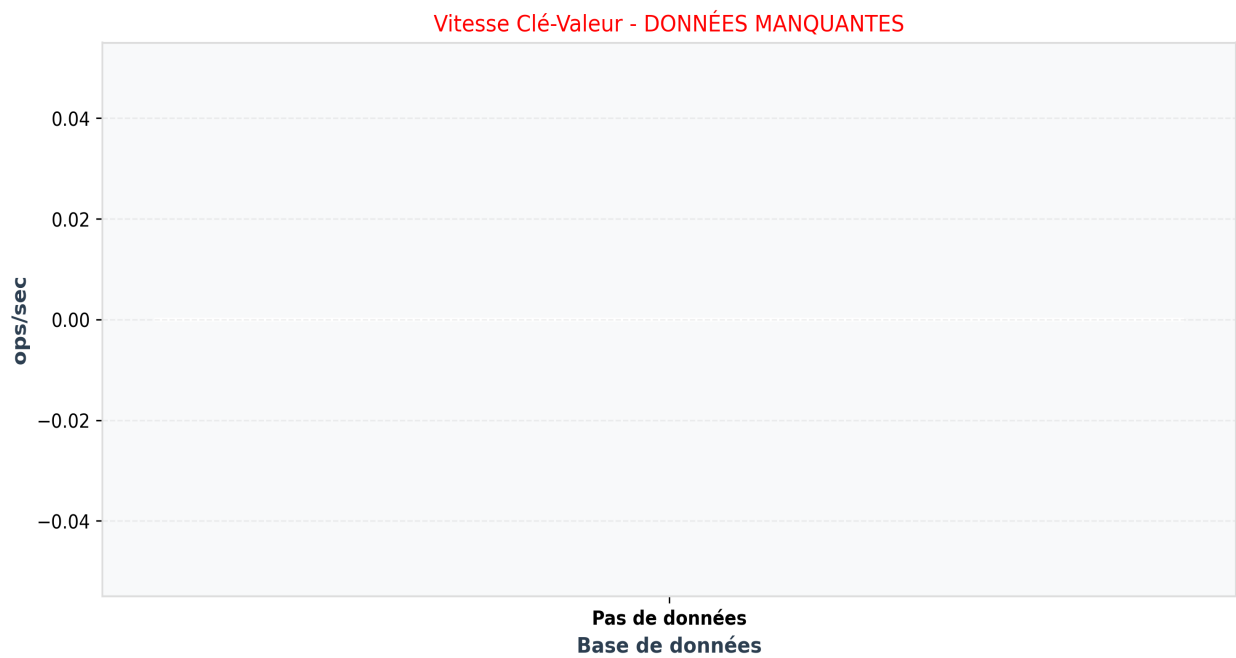 Vitesse Clé-Valeur - DONNÉES MANQUANTES
ops/sec
0.04
0.02
0.00
−0.02
−0.04
Pas de données
Base de données